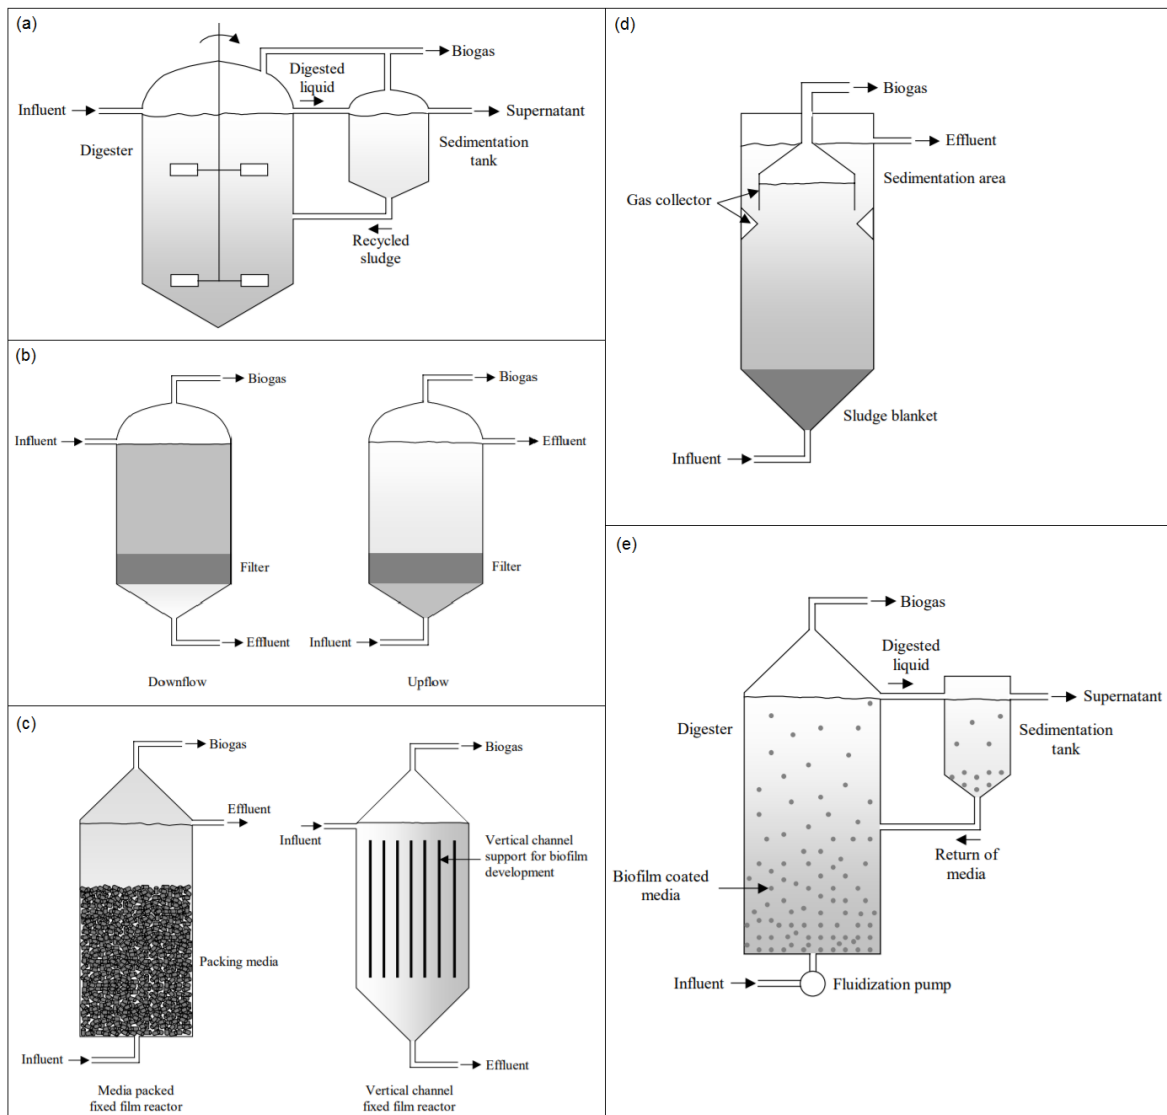 (a)
Biogas
Digested
liquid
Influent
Supernatant
Digester
Sedimentation
tank
Recycled
sludge
(b)
Biogas
Biogas
Influent
Effluent
Filter
Filter
Effluent
Influent
Downflow
Upflow
(c)
Biogas
Biogas
Effluent
Influent
Vertical channel
support for biofilm
development
Packing media
Influent
Effluent
Media packed
fixed film reactor
Vertical channel
fixed film reactor
(d)
Biogas
Effluent
Sedimentation area
Gas collector
Sludge blanket
Influent
(e)
Biogas
Digested
liquid
Supernatant
Digester
Sedimentation
tank
Return of
media
Biofilm coated
media
Influent
Fluidization pump